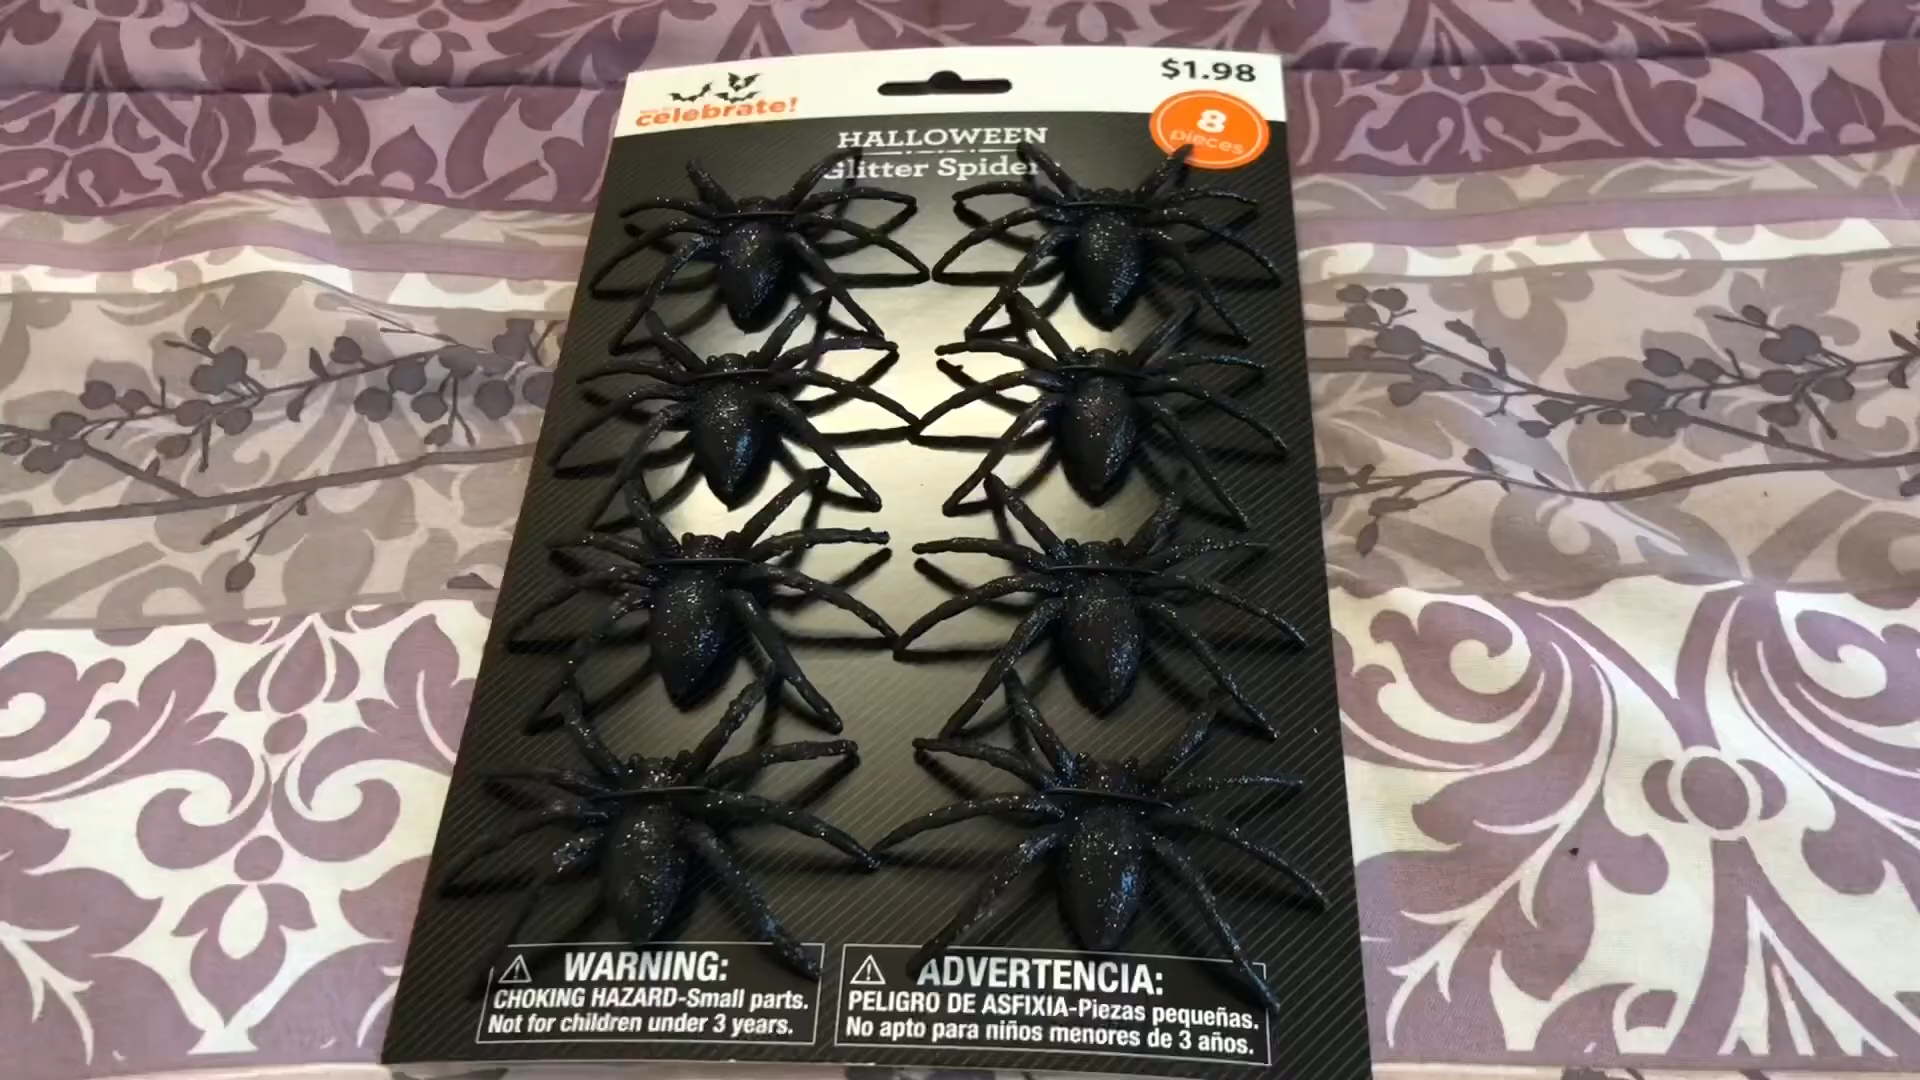 celebrate!
$1.98
8
pieces
HALLOWEEN
Glitter Spider
WARNING:
CHOKING HAZARD-Small parts.
Not for children under 3 years.
ADVERTENCIA:
PELIGRO DE ASFIXIA-Piezas pequeñas.
No apto para niños menores de 3 años.